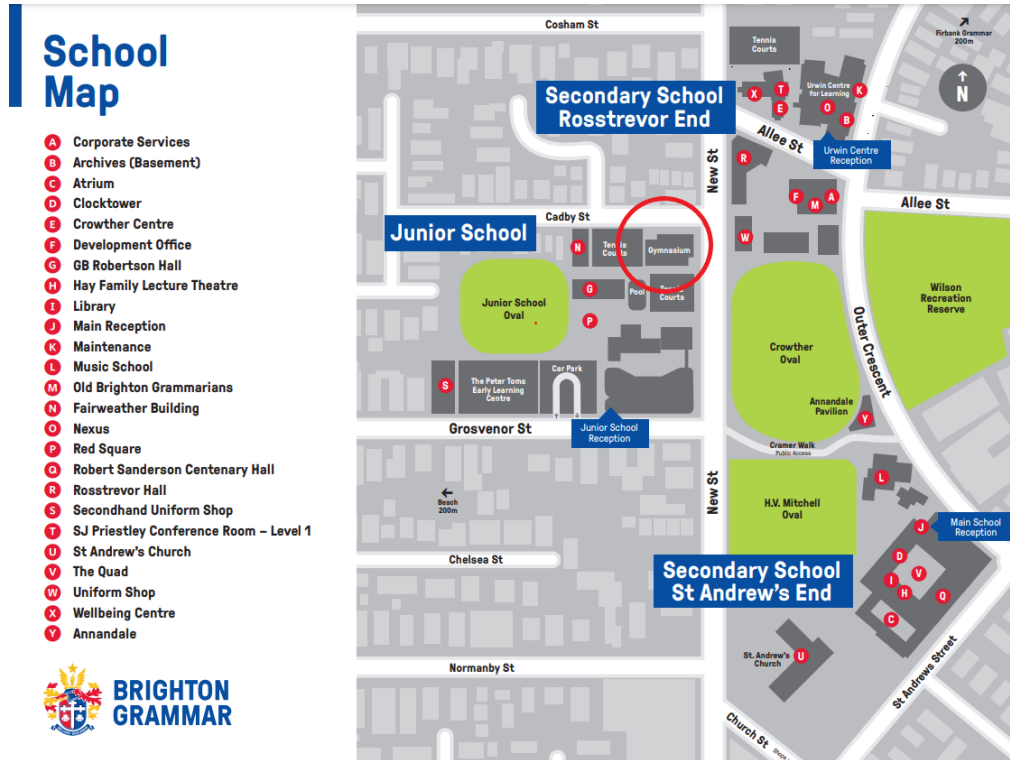 School
Map
A Corporate Services
B Archives (Basement)
C Atrium
D Clocktower
E Crowther Centre
F Development Office
G GB Robertson Hall
H Hay Family Lecture Theatre
I Library
J Main Reception
K Maintenance
L Music School
M Old Brighton Grammarians
N Fairweather Building
O Nexus
P Red Square
Q Robert Sanderson Centenary Hall
R Rosstrevor Hall
S Secondhand Uniform Shop
T SJ Priestley Conference Room – Level 1
U St Andrew's Church
V The Quad
W Uniform Shop
X Wellbeing Centre
Y Annandale
BRIGHTON
GRAMMAR
Cosham St
Tennis
Courts
Firbank Grammar
200m
N
Secondary School
Rosstrevor End
X
T
E
Urwin Centre
for Learning
K
O
B
Urwin Centre
Reception
Allee St
New St
R
F
M
A
Allee St
Cadby St
Junior School
N
Tennis
Courts
Gymnasium
W
G
Pool
Tennis
Courts
P
Junior School
Oval
Wilson
Recreation
Reserve
Outer Crescent
Crowther
Oval
S
The Peter Toms
Early Learning
Centre
Car Park
Annandale
Pavilion
Y
Grosvenor St
Junior School
Reception
Cramer Walk
Public Access
Beach
200m
New St
H.V. Mitchell
Oval
L
J
Main School
Reception
Chelsea St
Secondary School
St Andrew's End
D
V
I
H
Q
C
St. Andrew's
Church
U
Normanby St
St Andrews Street
Church St